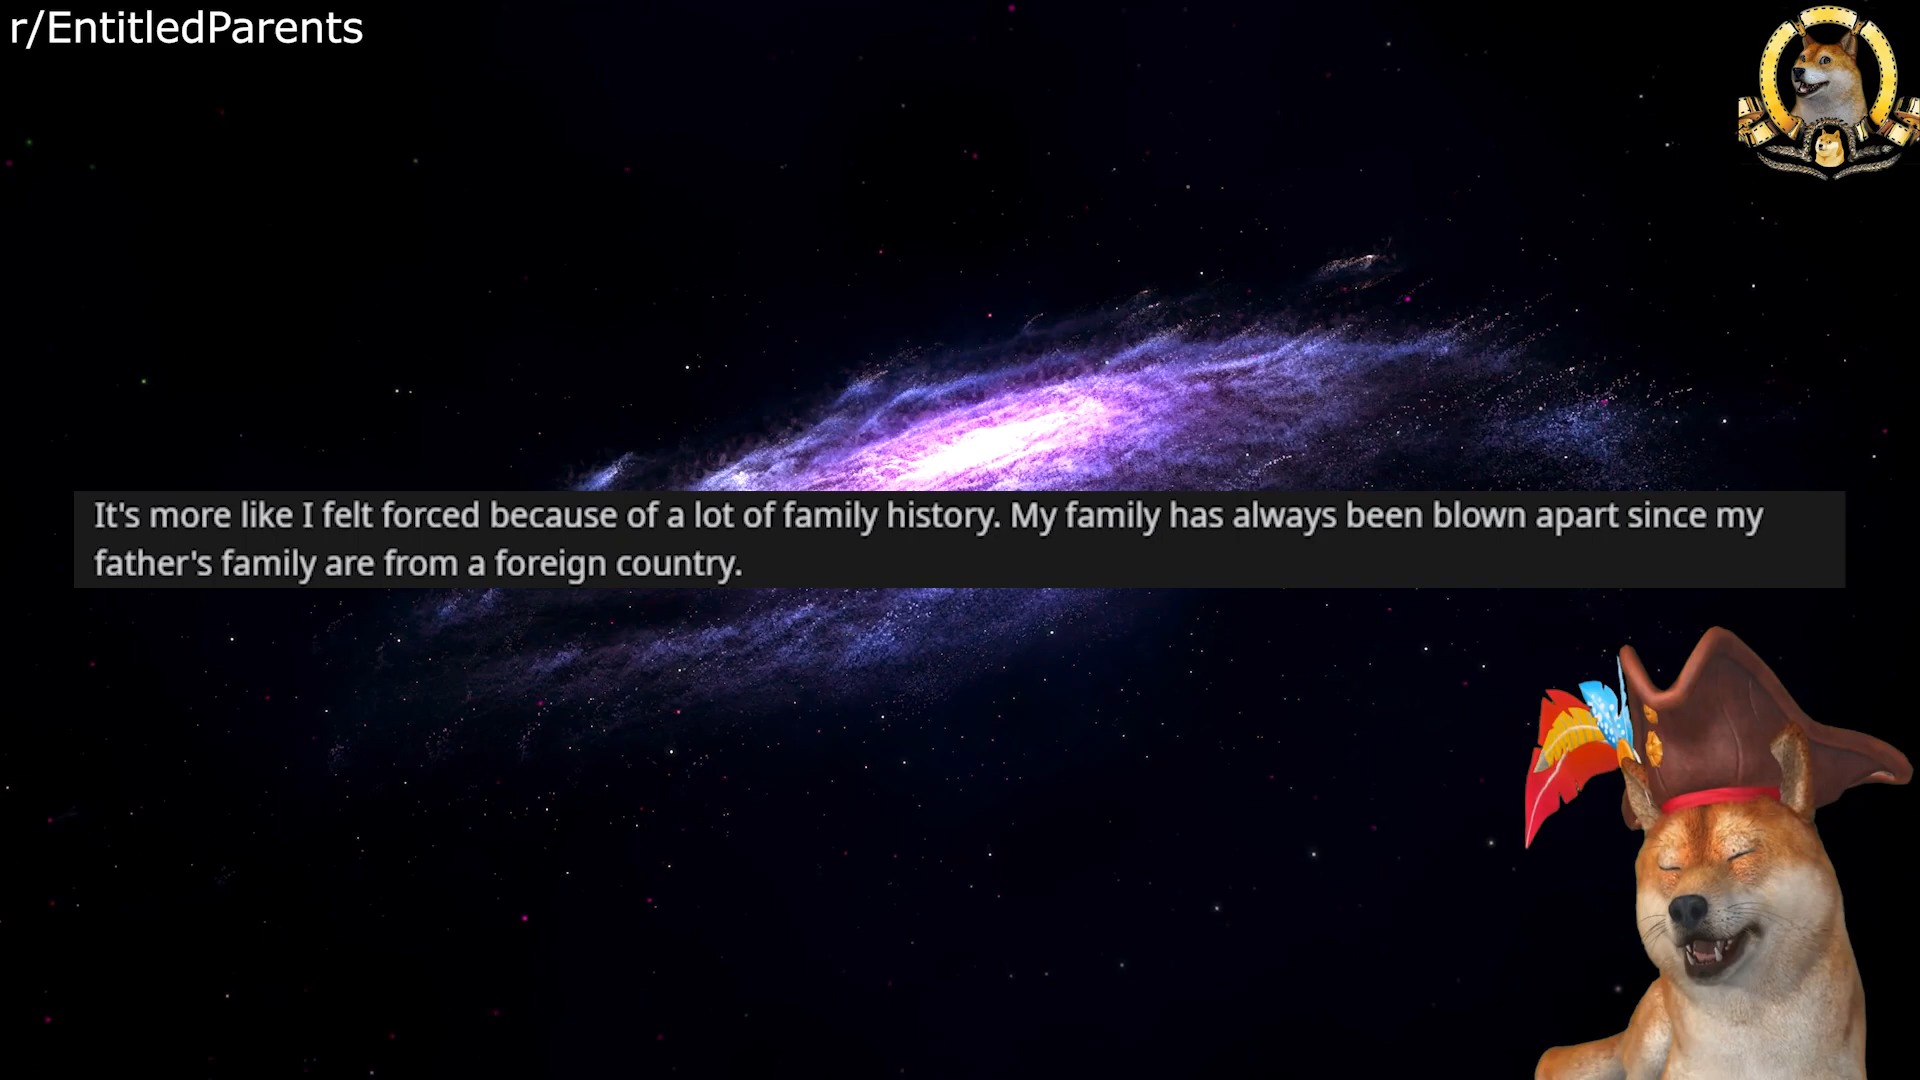 r/EntitledParents
It's more like I felt forced because of a lot of family history. My family has always been blown apart since my
father's family are from a foreign country.